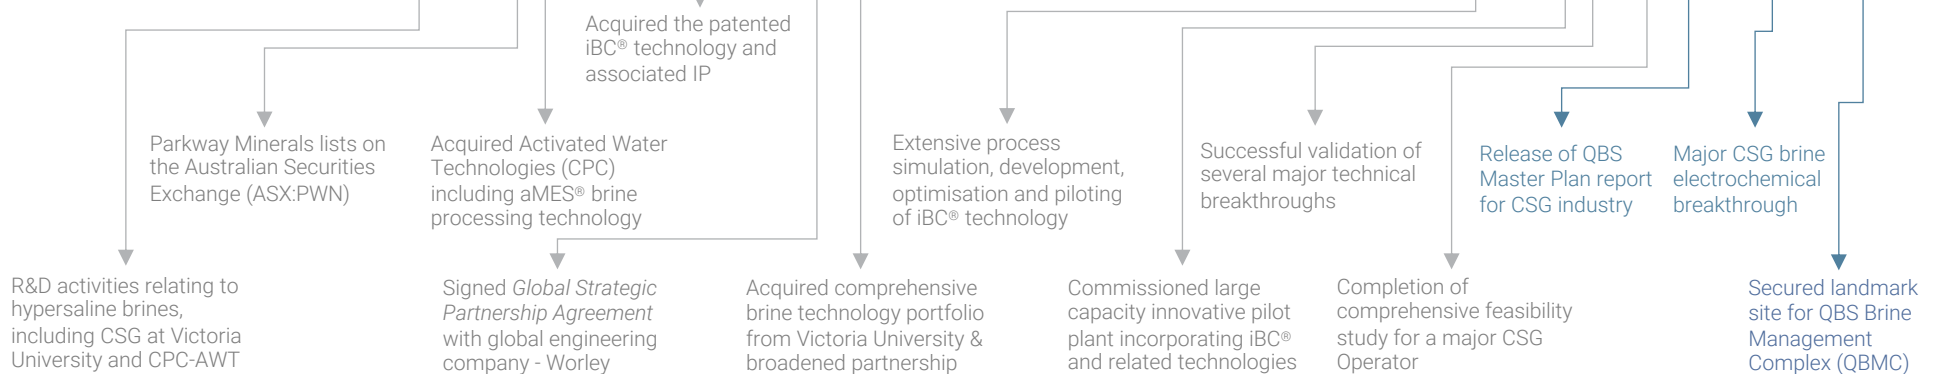 Acquired the patented
iBC® technology and
associated IP
Parkway Minerals lists on
the Australian Securities
Exchange (ASX:PWN)
Acquired Activated Water
Technologies (CPC)
including aMES® brine
processing technology
Extensive process
simulation, development,
optimisation and piloting
of iBC® technology
Successful validation of
several major technical
breakthroughs
Release of QBS
Master Plan report
for CSG industry
Major CSG brine
electrochemical
breakthrough
R&D activities relating to
hypersaline brines,
including CSG at Victoria
University and CPC-AWT
Signed Global Strategic
Partnership Agreement
with global engineering
company - Worley
Acquired comprehensive
brine technology portfolio
from Victoria University &
broadened partnership
Commissioned large
capacity innovative pilot
plant incorporating iBC®
and related technologies
Completion of
comprehensive feasibility
study for a major CSG
Operator
Secured landmark
site for QBS Brine
Management
Complex (QBMC)